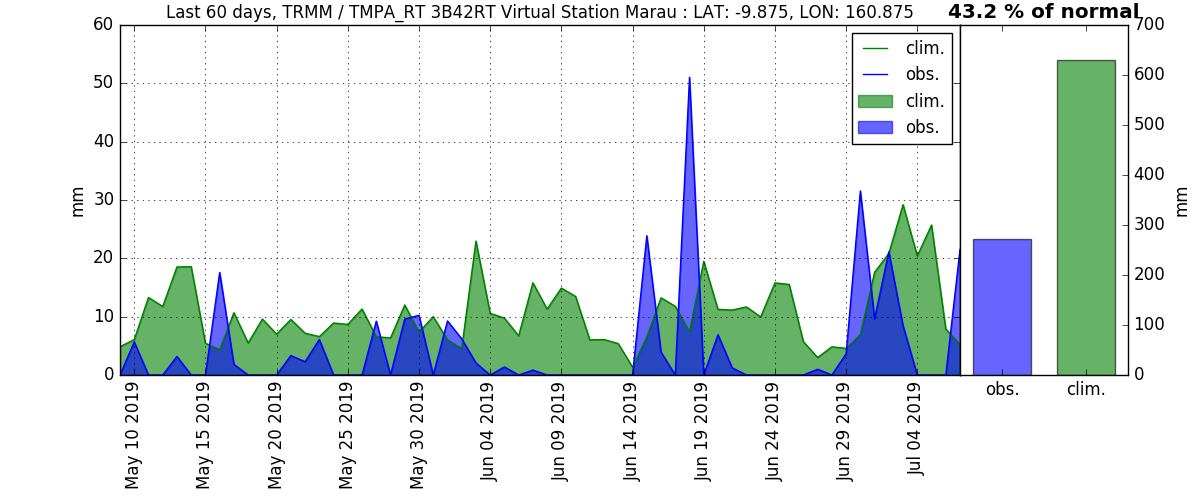 Last 60 days, TRMM / TMPA_RT 3B42RT Virtual Station Marau : LAT: -9.875, LON: 160.875
43.2 % of normal
60
50
40
30
20
10
0
mm
clim.
obs.
clim.
obs.
700
600
500
400
300
200
100
0
mm
obs.
clim.
May 10 2019
May 15 2019
May 20 2019
May 25 2019
May 30 2019
Jun 04 2019
Jun 09 2019
Jun 14 2019
Jun 19 2019
Jun 24 2019
Jun 29 2019
Jul 04 2019